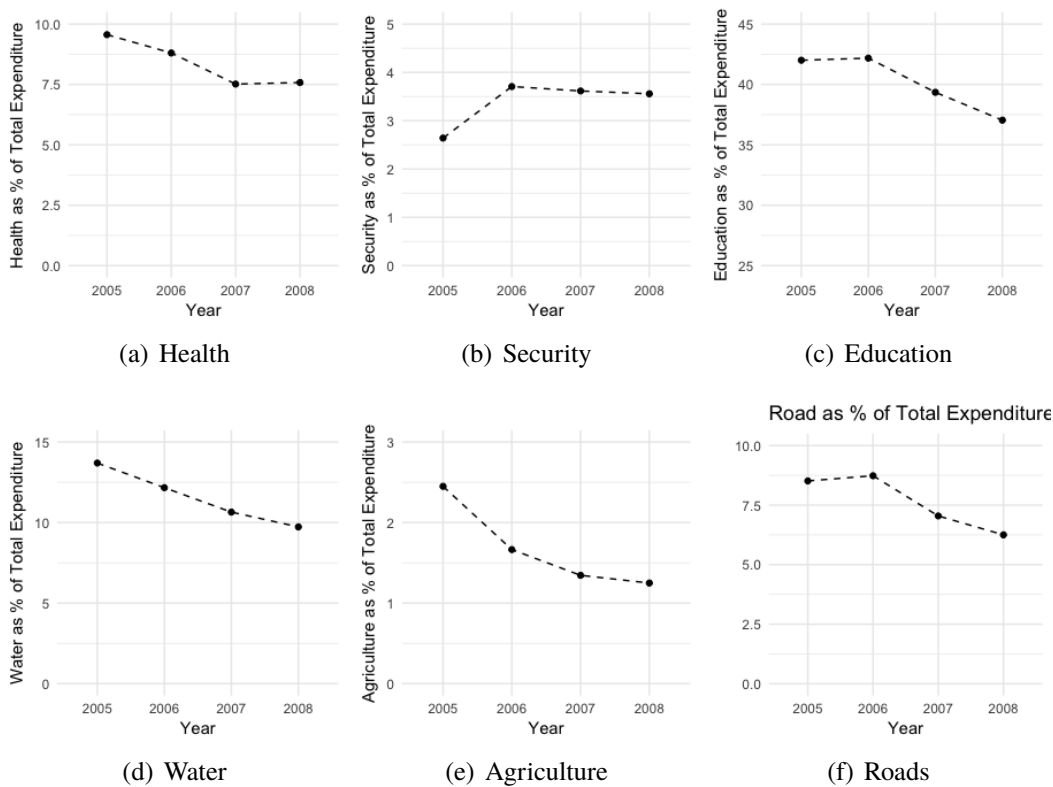 Health as % of Total Expenditure
10.0
7.5
5.0
2.5
0.0
2005 2006 2007 2008
Year
(a) Health
Security as % of Total Expenditure
5
4
3
2
1
0
2005 2006 2007 2008
Year
(b) Security
Education as % of Total Expenditure
45
40
35
30
25
2005 2006 2007 2008
Year
(c) Education
Water as % of Total Expenditure
15
10
5
0
2005 2006 2007 2008
Year
(d) Water
Agriculture as % of Total Expenditure
3
2
1
0
2005 2006 2007 2008
Year
(e) Agriculture
Road as % of Total Expenditure
10.0
7.5
5.0
2.5
0.0
2005 2006 2007 2008
Year
(f) Roads